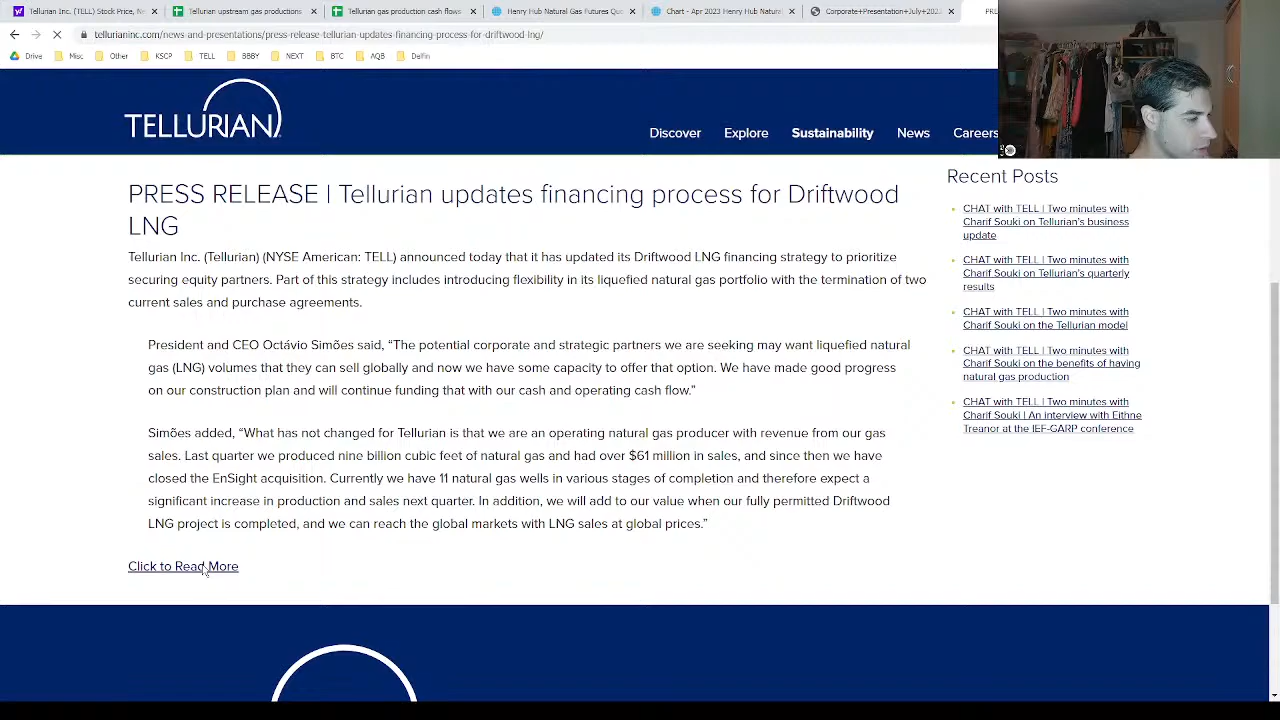 Tellurian Inc. (TELL) Stock Price, Ne
Tellurian upstream gas productions
Tellurian gas production cash flows
Henry Hub Natural Gas Futures Quo
Chart - Apr 2023 Henry Hub Natura
Corporate+Presentation+July+2022
PRE
tellurianinc.com/news-and-presentations/press-release-tellurian-updates-financing-process-for-driftwood-lng/
Drive Misc Other KSCP TELL BBBY NEXT BTC AQB Delfin
TELLURIAN
Discover Explore Sustainability News Careers
PRESS RELEASE | Tellurian updates financing process for Driftwood
LNG
Tellurian Inc. (Tellurian) (NYSE American: TELL) announced today that it has updated its Driftwood LNG financing strategy to prioritize
securing equity partners. Part of this strategy includes introducing flexibility in its liquefied natural gas portfolio with the termination of two
current sales and purchase agreements.
President and CEO Octávio Simões said, “The potential corporate and strategic partners we are seeking may want liquefied natural
gas (LNG) volumes that they can tell globally and now we have some capacity to offer that option. We have made good progress
on our construction plan and will continue funding that with our cash and operating cash flow.”
Simões added, “What has not changed for Tellurian is that we are an operating natural gas producer with revenue from our gas
sales. Last quarter we produced nine billion cubic feet of natural gas and had over $61 million in sales, and since then we have
closed the EnSight acquisition. Currently we have 11 natural gas wells in various stages of completion and therefore expect a
significant increase in production and sales next quarter. In addition, we will add to our value when our fully permitted Driftwood
LNG project is completed, and we can reach the global markets with LNG sales at global prices.”
Click to Read More
Recent Posts
CHAT with TELL | Two minutes with
Charif Souki on Tellurian’s business
update
CHAT with TELL | Two minutes with
Charif Souki on Tellurian’s quarterly
results
CHAT with TELL | Two minutes with
Charif Souki on the Tellurian model
CHAT with TELL | Two minutes with
Charif Souki on the benefits of having
natural gas production
CHAT with TELL | Two minutes with
Charif Souki | An interview with Eithne
Treanor at the IEF-GARP conference